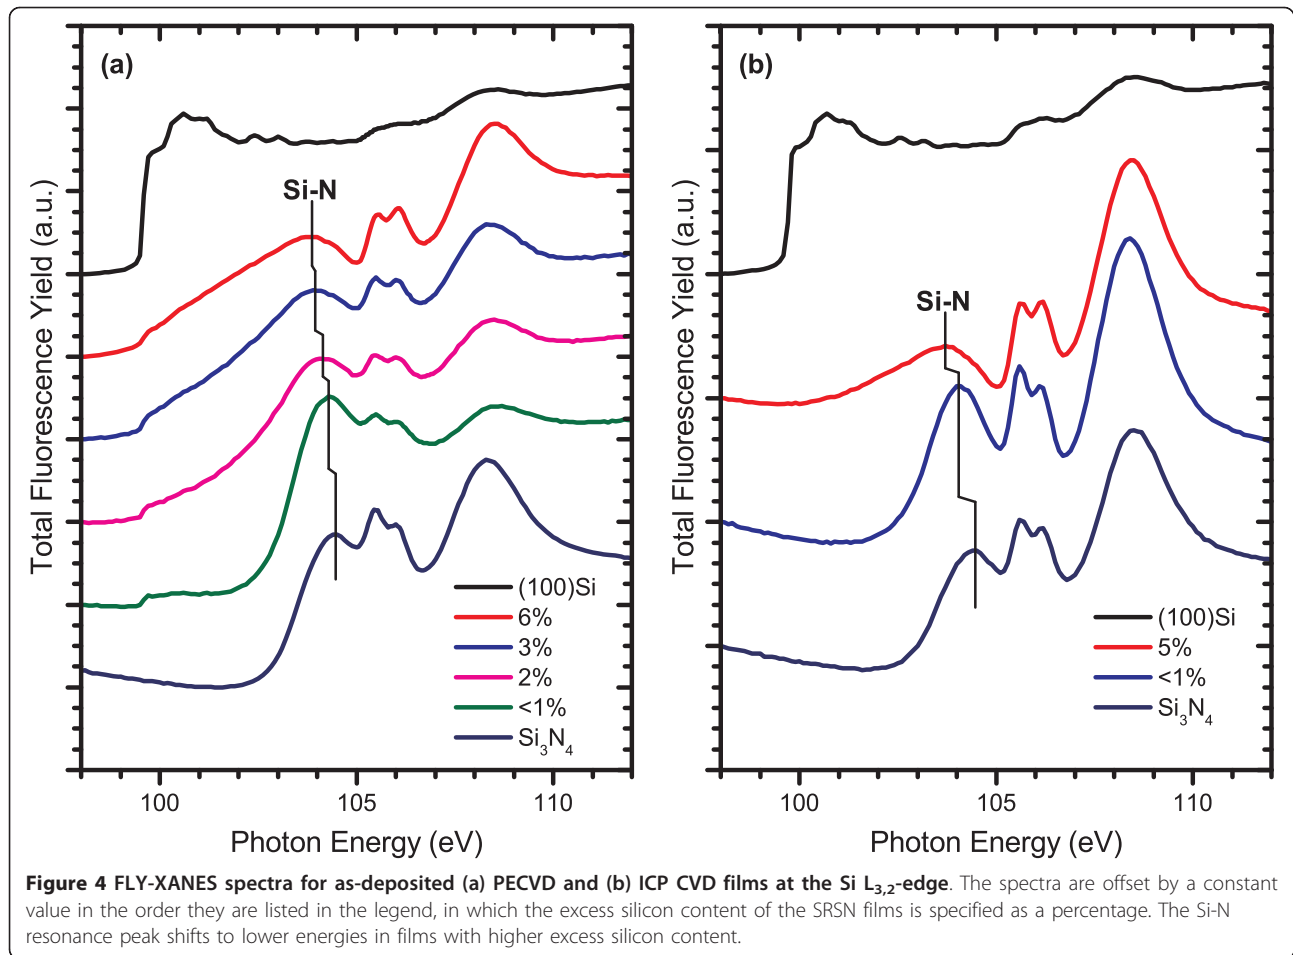 (a)
Si-N
Total Fluorescence Yield (a.u.)
(100)Si
6%
3%
2%
<1%
Si3N4
100
105
110
Photon Energy (eV)
(b)
Si-N
Total Fluorescence Yield (a.u.)
(100)Si
5%
<1%
Si3N4
100
105
110
Photon Energy (eV)
Figure 4 FLY-XANES spectra for as-deposited (a) PECVD and (b) ICP CVD films at the Si L3,2-edge. The spectra are offset by a constant
value in the order they are listed in the legend, in which the excess silicon content of the SRSN films is specified as a percentage. The Si-N
resonance peak shifts to lower energies in films with higher excess silicon content.